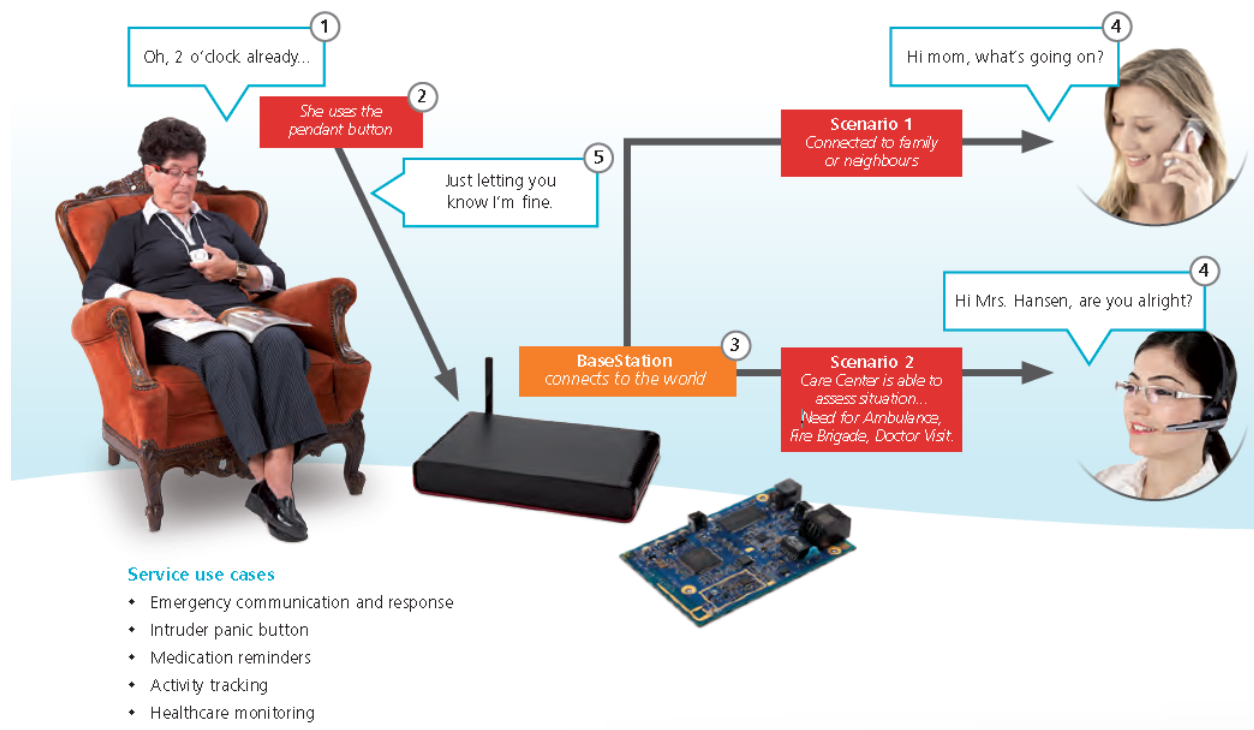 1
Oh, 2 o'clock already...
2
She uses the
pendant button
5
Just letting you
know I'm fine.
4
Hi mom, what's going on?
Scenario 1
Connected to family
or neighbours
4
Hi Mrs. Hansen, are you alright?
3
BaseStation
connects to the world
Scenario 2
Care Center is able to
assess situation...
Need for Ambulance,
Fire Brigade, Doctor Visit.
Service use cases
• Emergency communication and response
• Intruder panic button
• Medication reminders
• Activity tracking
• Healthcare monitoring